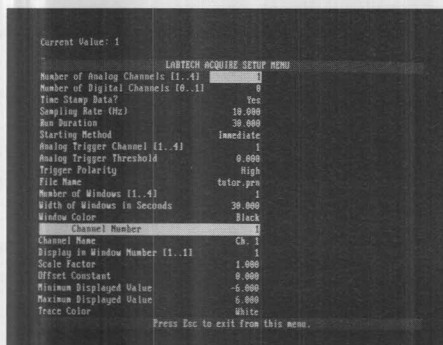 Current Value: 1
LABTECH ACQUIRE SETUP MENU
Number of Analog Channels [1..4] 1
Number of Digital Channels [0..1] 0
Time Stamp Data? Yes
Sampling Rate (Hz) 10.000
Run Duration 30.000
Starting Method Immediate
Analog Trigger Channel [1..4] 1
Analog Trigger Threshold 0.000
Trigger Polarity High
File Name tutor.prn
Number of Windows [1..4] 1
Width of Windows in Seconds 30.000
Window Color Black
Channel Number 1
Channel Name Ch. 1
Display in Window Number [1..1] 1
Scale Factor 1.000
Offset Constant 0.000
Minimum Displayed Value -6.000
Maximum Displayed Value 6.000
Trace Color White
Press Esc to exit from this menu.